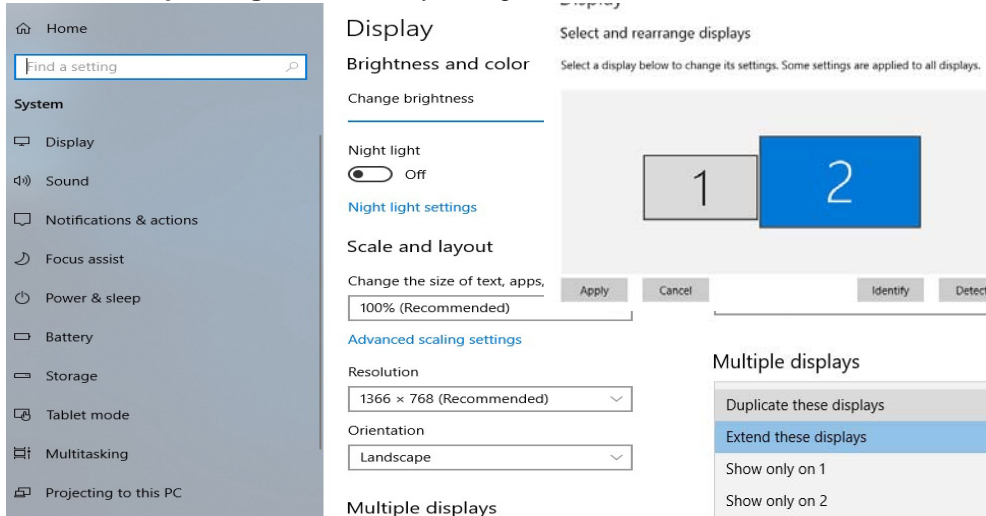 Home
Find a setting
System
Display
Sound
Notifications & actions
Focus assist
Power & sleep
Battery
Storage
Tablet mode
Multitasking
Projecting to this PC
Display
Brightness and color
Change brightness
Night light
Off
Night light settings
Scale and layout
Change the size of text, apps,
100% (Recommended)
Advanced scaling settings
Resolution
1366 × 768 (Recommended)
Orientation
Landscape
Multiple displays
Select and rearrange displays
Select a display below to change its settings. Some settings are applied to all displays.
1
2
Apply
Cancel
Identify
Detect
Multiple displays
Duplicate these displays
Extend these displays
Show only on 1
Show only on 2